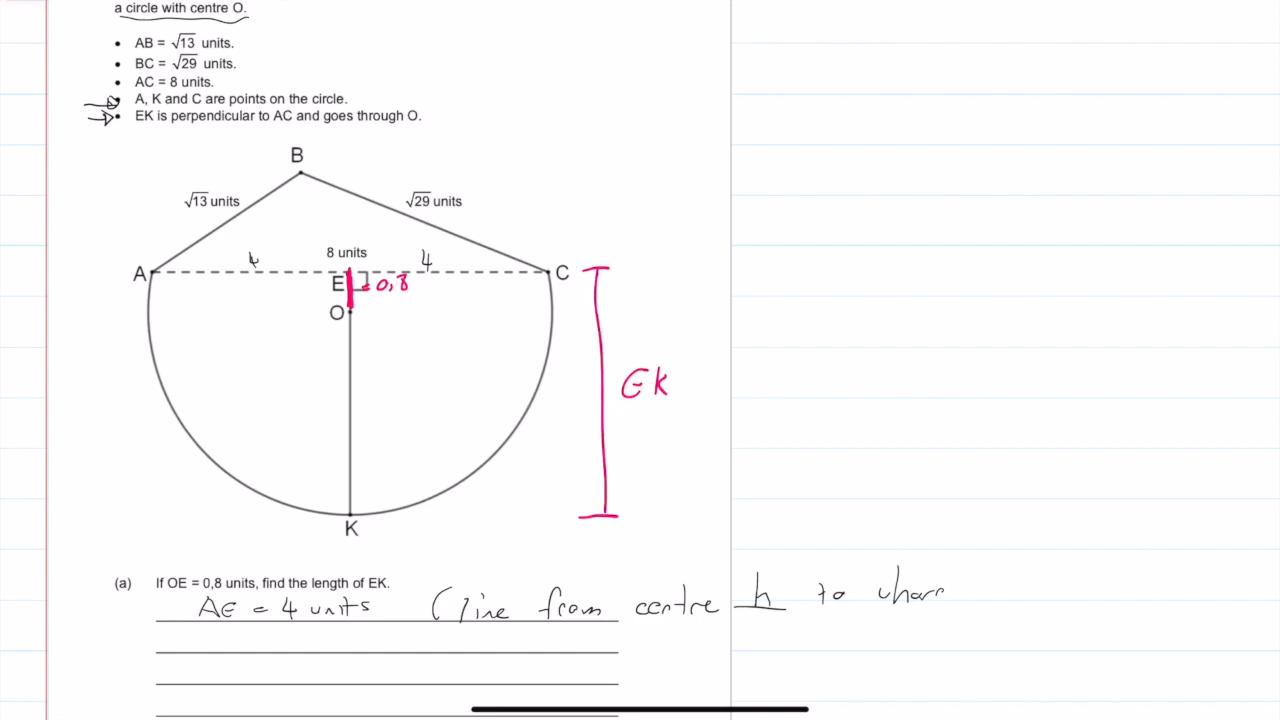 a circle with centre O.
• AB = √13 units.
• BC = √29 units.
• AC = 8 units.
• A, K and C are points on the circle.
• EK is perpendicular to AC and goes through O.
B
√13 units √29 units
8 units
4 4
A C
E = 0,8
O
EK
K
(a) If OE = 0,8 units, find the length of EK.
AE = 4 units (line from centre to